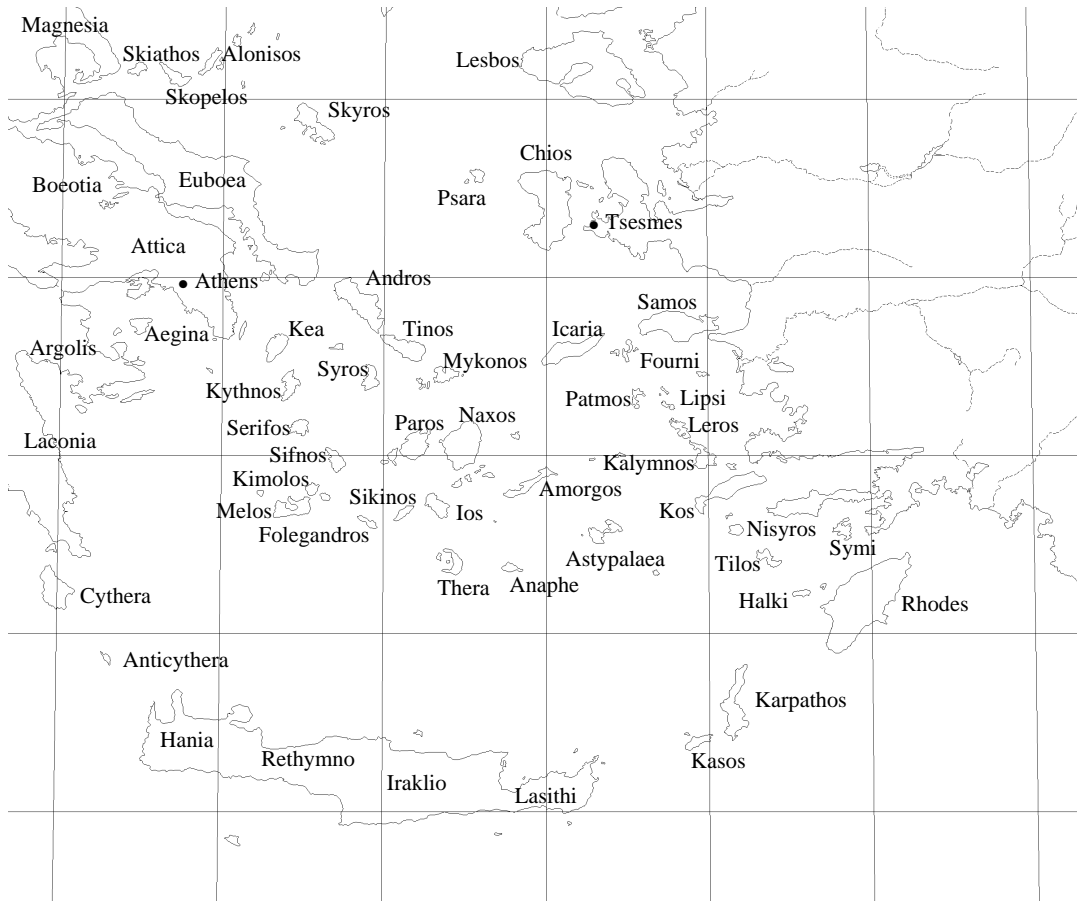 Magnesia
Skiathos
Alonisos
Lesbos
Skopelos
Skyros
Chios
Boeotia
Euboea
Psara
Tsesmes
Attica
Athens
Andros
Samos
Aegina
Kea
Tinos
Icaria
Argolis
Mykonos
Fourni
Syros
Kythnos
Patmos
Lipsi
Serifos
Paros
Naxos
Leros
Laconia
Sifnos
Kalymnos
Kimolos
Sikinos
Amorgos
Melos
Ios
Kos
Folegandros
Nisyros
Astypalaea
Symi
Tilos
Thera
Anaphe
Cythera
Halki
Rhodes
Anticythera
Karpathos
Hania
Rethymno
Kasos
Iraklio
Lasithi